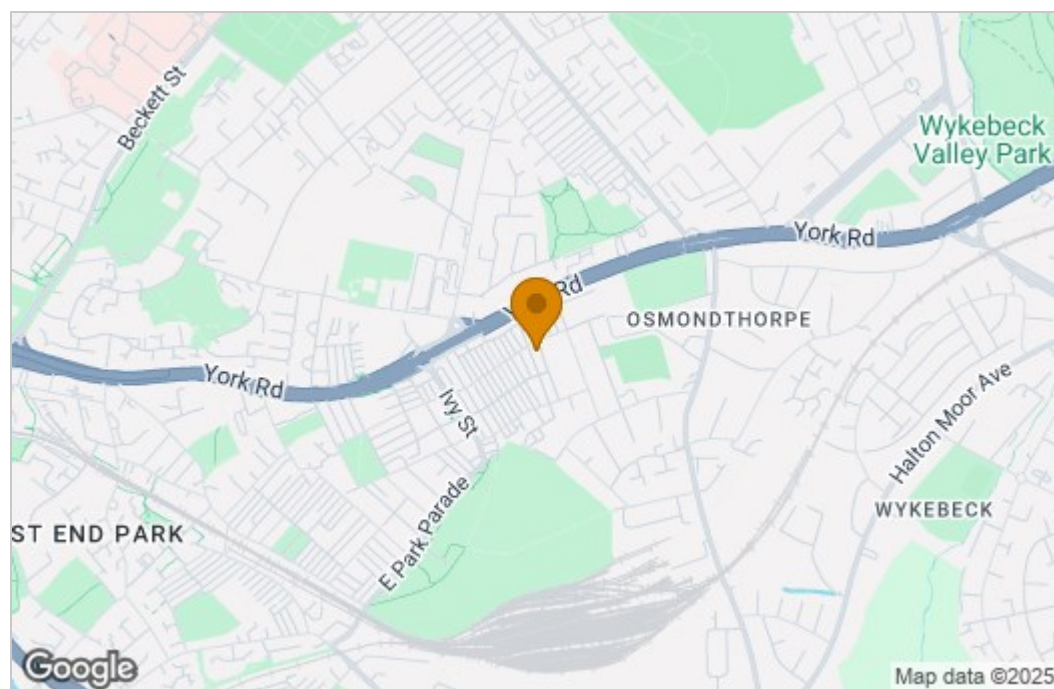 Beckett St
Wykebeck
Valley Park
York Rd
Rd
OSMONDTHORPE
York Rd
Ivy St
Halton Moor Ave
E Park Parade
WYKEBECK
ST END PARK
Google
Map data ©2025